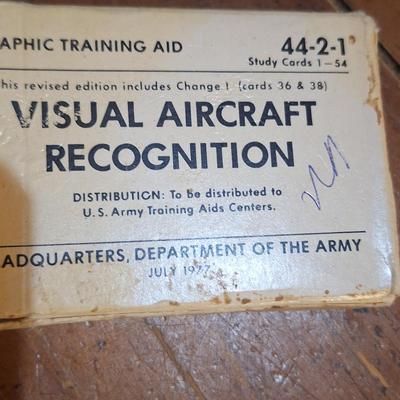 APHIC TRAINING AID 44-2-1
Study Cards 1-54
his revised edition includes Change 1 (cards 36 & 38)
VISUAL AIRCRAFT
RECOGNITION
DISTRIBUTION: To be distributed to
U.S. Army Training Aids Centers.
ADQUARTERS, DEPARTMENT OF THE ARMY
JULY 1977